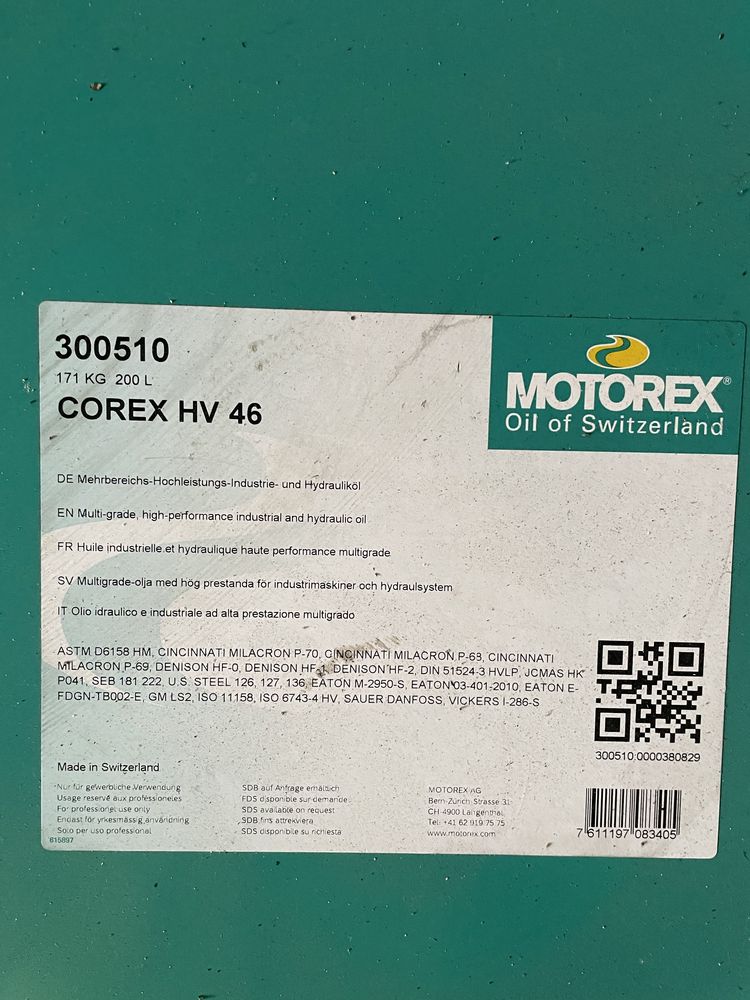 300510
171 KG 200 L
COREX HV 46
MOTOREX®
Oil of Switzerland
DE Mehrbereichs-Hochleistungs-Industrie- und Hydrauliköl
EN Multi-grade, high-performance industrial and hydraulic oil
FR Huile industrielle et hydraulique haute performance multigrade
SV Multigrade-olja med hög prestanda för industrimaskiner och hydraulsystem
IT Olio idraulico e industriale ad alta prestazione multigrado
ASTM D6158 HM, CINCINNATI MILACRON P-70, CINCINNATI MILACRON P-68, CINCINNATI
MILACRON P-69, DENISON HF-0, DENISON HF-1, DENISON HF-2, DIN 51524-3 HVLP, JCMAS HK
P041, SEB 181 222, U.S. STEEL 126, 127, 136, EATON M-2950-S, EATON 03-401-2010, EATON E-
FDGN-TB002-E, GM LS2, ISO 11158, ISO 6743-4 HV, SAUER DANFOSS, VICKERS I-286-S
300510 0000380829
Made in Switzerland
Nur für gewerbliche Verwendung
Usage reservé aux professionelles
For professional use only
Endast för yrkesmässig användning
Solo per uso professional
615897
SDB auf Anfrage erhältlich
FDS disponible sur demande
SDS available on request
SDB fins attrekviera
SDS disponibile su richiesta
MOTOREX AG
Bern-Zürich Strasse 31
CH-4900 Langenthal
Tel. +41 62 919 75 75
www.motorex.com
7 611197 083405